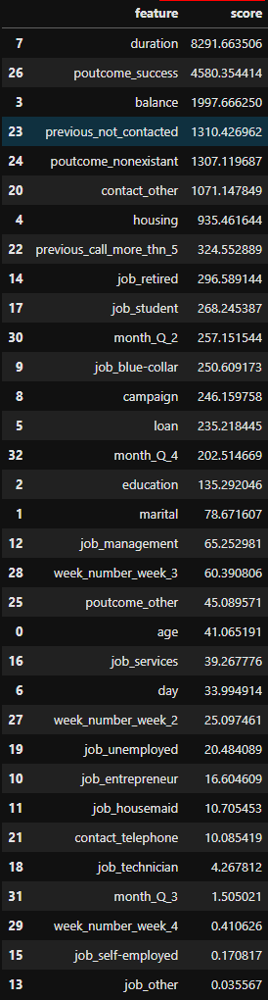 feature score
7 duration 8291.663506
26 poutcome_success 4580.354414
3 balance 1997.666250
23 previous_not_contacted 1310.426962
24 poutcome_nonexistant 1307.119687
20 contact_other 1071.147849
4 housing 935.461644
22 previous_call_more_thn_5 324.552889
14 job_retired 296.589144
17 job_student 268.245387
30 month_Q_2 257.151544
9 job_blue-collar 250.609173
8 campaign 246.159758
5 loan 235.218445
32 month_Q_4 202.514669
2 education 135.292046
1 marital 78.671607
12 job_management 65.252981
28 week_number_week_3 60.390806
25 poutcome_other 45.089571
0 age 41.065191
16 job_services 39.267776
6 day 33.994914
27 week_number_week_2 25.097461
19 job_unemployed 20.484089
10 job_entrepreneur 16.604609
11 job_housemaid 10.705453
21 contact_telephone 10.085419
18 job_technician 4.267812
31 month_Q_3 1.505021
29 week_number_week_4 0.410626
15 job_self-employed 0.170817
13 job_other 0.035567